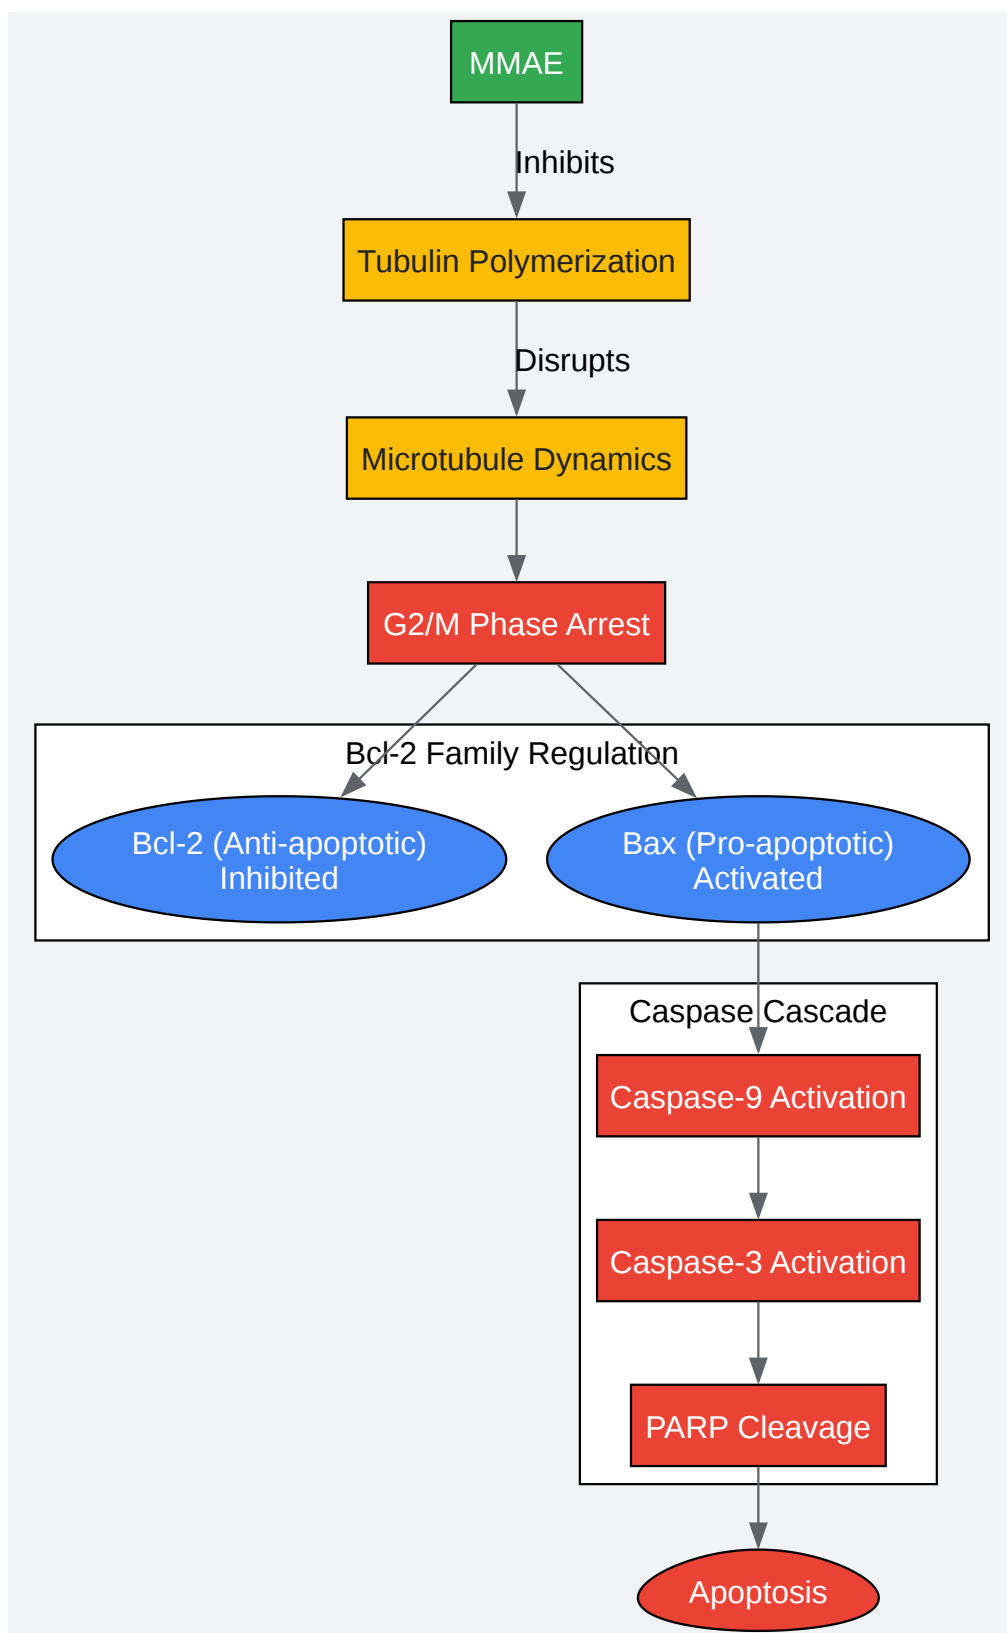 MMAE
Inhibits
Tubulin Polymerization
Disrupts
Microtubule Dynamics
G2/M Phase Arrest
Bcl-2 Family Regulation
Bcl-2 (Anti-apoptotic)
Inhibited
Bax (Pro-apoptotic)
Activated
Caspase Cascade
Caspase-9 Activation
Caspase-3 Activation
PARP Cleavage
Apoptosis